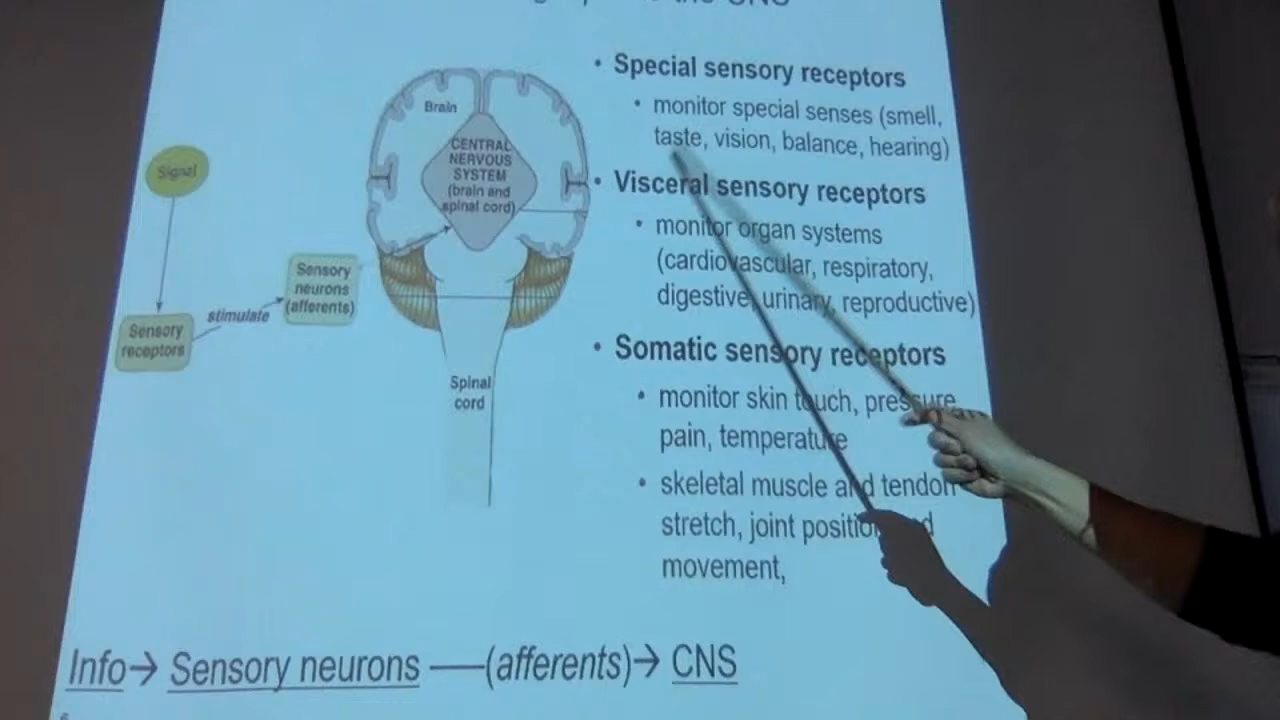 the CNS
• Special sensory receptors
• monitor special senses (smell,
taste, vision, balance, hearing)
• Visceral sensory receptors
• monitor organ systems
(cardiovascular, respiratory,
digestive, urinary, reproductive)
• Somatic sensory receptors
• monitor skin touch, pressure
pain, temperature
• skeletal muscle and tendon
stretch, joint position and
movement,
Signal
Sensory
receptors
stimulate
Sensory
neurons
(afferents)
Brain
CENTRAL
NERVOUS
SYSTEM
(brain and
spinal cord)
Spinal
cord
Info→ Sensory neurons —(afferents)→ CNS
6